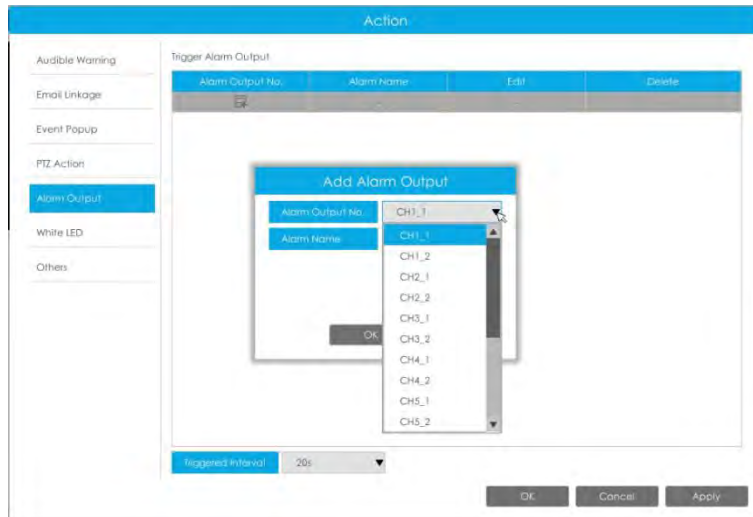 Action
Audible Warning
Email Linkage
Event Popup
PTZ Action
Alarm Output
White LED
Others
Trigger Alarm Output
Alarm Output No. Alarm Name Edit Delete
Add Alarm Output
Alarm Output No. CH1_1
Alarm Name
CH1_1
CH1_2
CH2_1
CH2_2
CH3_1
CH3_2
CH4_1
CH4_2
CH5_1
CH5_2
OK
Triggered Interval 20s
OK Cancel Apply